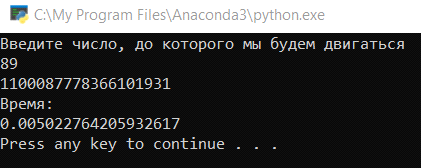 C:\My Program Files\Anaconda3\python.exe
Введите число, до которого мы будем двигаться
89
1100087778366101931
Время:
0.005022764205932617
Press any key to continue . . .